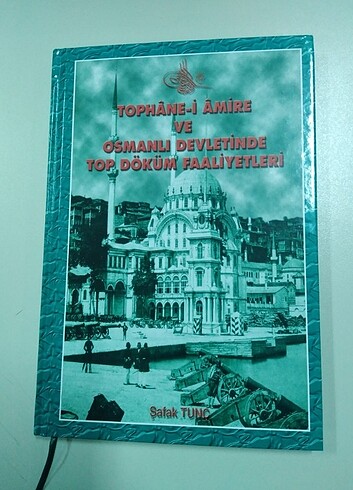 TOPHÂNE-İ ÂMİRE
VE
OSMANLI DEVLETİNDE
TOP DÖKÜM FAALİYETLERİ
Şafak TUNÇ